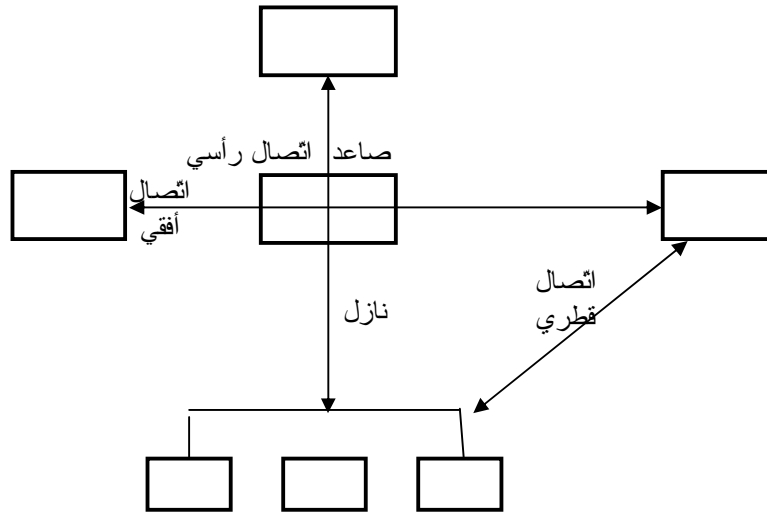 اتّصال رأسي صاعد
اتّصال
أفقي
اتّصال
قطري
نازل